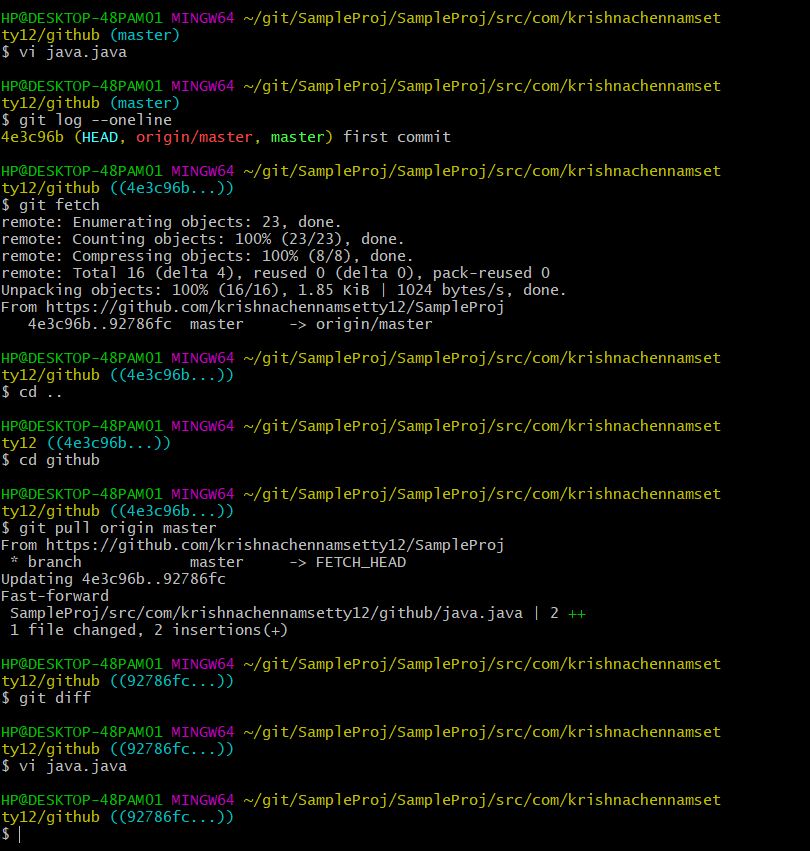 HP@DESKTOP-48PAMO1 MINGW64 ~/git/SampleProj/SampleProj/src/com/krishnachennamset
ty12/github (master)
$ vi java.java
HP@DESKTOP-48PAMO1 MINGW64 ~/git/SampleProj/SampleProj/src/com/krishnachennamset
ty12/github (master)
$ git log --oneline
4e3c96b (HEAD, origin/master, master) first commit
HP@DESKTOP-48PAMO1 MINGW64 ~/git/SampleProj/SampleProj/src/com/krishnachennamset
ty12/github ((4e3c96b...))
$ git fetch
remote: Enumerating objects: 23, done.
remote: Counting objects: 100% (23/23), done.
remote: Compressing objects: 100% (8/8), done.
remote: Total 16 (delta 4), reused 0 (delta 0), pack-reused 0
Unpacking objects: 100% (16/16), 1.85 KiB | 1024 bytes/s, done.
From https://github.com/krishnachennamsetty12/SampleProj
   4e3c96b..92786fc  master     -> origin/master
HP@DESKTOP-48PAMO1 MINGW64 ~/git/SampleProj/SampleProj/src/com/krishnachennamset
ty12/github ((4e3c96b...))
$ cd ..
HP@DESKTOP-48PAMO1 MINGW64 ~/git/SampleProj/SampleProj/src/com/krishnachennamset
ty12 ((4e3c96b...))
$ cd github
HP@DESKTOP-48PAMO1 MINGW64 ~/git/SampleProj/SampleProj/src/com/krishnachennamset
ty12/github ((4e3c96b...))
$ git pull origin master
From https://github.com/krishnachennamsetty12/SampleProj
 * branch            master     -> FETCH_HEAD
Updating 4e3c96b..92786fc
Fast-forward
 SampleProj/src/com/krishnachennamsetty12/github/java.java | 2 ++
 1 file changed, 2 insertions(+)
HP@DESKTOP-48PAMO1 MINGW64 ~/git/SampleProj/SampleProj/src/com/krishnachennamset
ty12/github ((92786fc...))
$ git diff
HP@DESKTOP-48PAMO1 MINGW64 ~/git/SampleProj/SampleProj/src/com/krishnachennamset
ty12/github ((92786fc...))
$ vi java.java
HP@DESKTOP-48PAMO1 MINGW64 ~/git/SampleProj/SampleProj/src/com/krishnachennamset
ty12/github ((92786fc...))
$